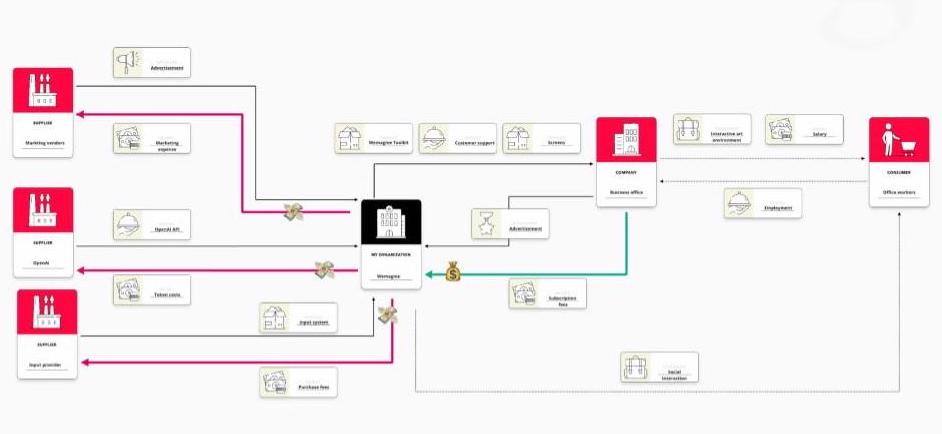 Advertisement
SUPPLIER
Marketing vendors
Marketing
expense
Wemagine Toolkit
Customer support
Screens
Interactive art
environment
Salary
COMPANY
Business office
CONSUMER
Office workers
Employment
SUPPLIER
OpenAI
OpenAI API
Token costs
MY ORGANIZATION
Wemagine
Advertisement
Subscription
fees
SUPPLIER
Input provider
Input system
Purchase fees
Social
interaction